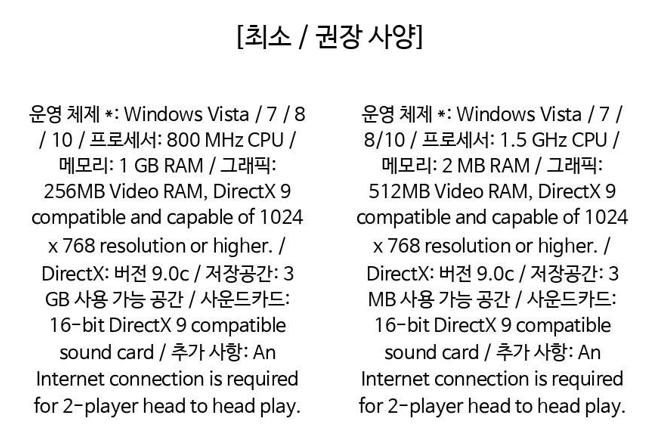 [최소 / 권장 사양]
운영 체제 *: Windows Vista / 7 / 8
/ 10 / 프로세서: 800 MHz CPU /
메모리: 1 GB RAM / 그래픽:
256MB Video RAM, DirectX 9
compatible and capable of 1024
x 768 resolution or higher. /
DirectX: 버전 9.0c / 저장공간: 3
GB 사용 가능 공간 / 사운드카드:
16-bit DirectX 9 compatible
sound card / 추가 사항: An
Internet connection is required
for 2-player head to head play.
운영 체제 *: Windows Vista / 7 /
8/10 / 프로세서: 1.5 GHz CPU /
메모리: 2 MB RAM / 그래픽:
512MB Video RAM, DirectX 9
compatible and capable of 1024
x 768 resolution or higher. /
DirectX: 버전 9.0c / 저장공간: 3
MB 사용 가능 공간 / 사운드카드:
16-bit DirectX 9 compatible
sound card / 추가 사항: An
Internet connection is required
for 2-player head to head play.